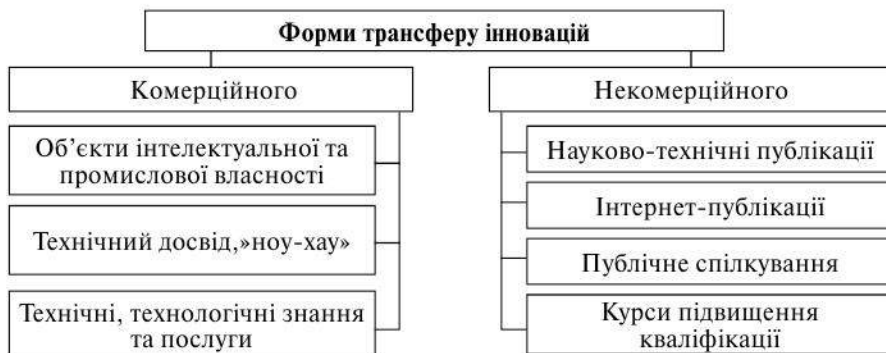 Форми трансферу інновацій
Комерційного
Об’єкти інтелектуальної та
промислової власності
Технічний досвід,»ноу-хау»
Технічні, технологічні знання
та послуги
Некомерційного
Науково-технічні публікації
Інтернет-публікації
Публічне спілкування
Курси підвищення
кваліфікації